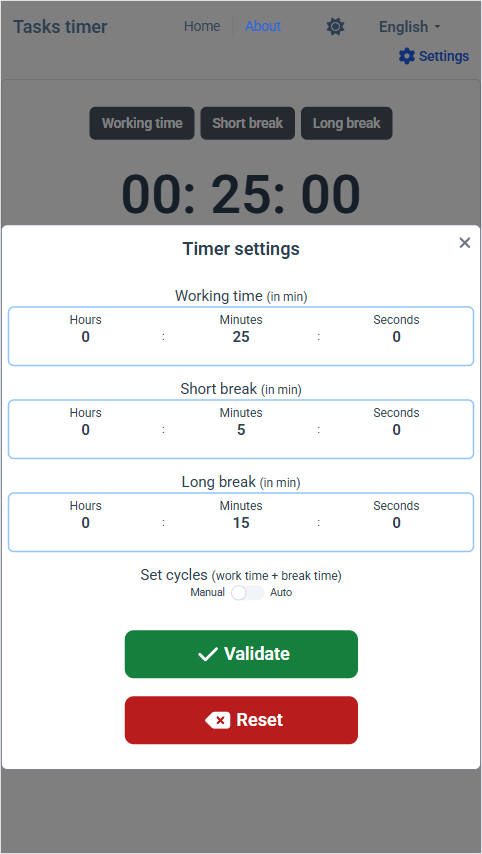 Tasks timer Home About English
Settings
Working time Short break Long break
00: 25: 00
Timer settings
Working time (in min)
Hours Minutes Seconds
0 : 25 : 0
Short break (in min)
Hours Minutes Seconds
0 : 5 : 0
Long break (in min)
Hours Minutes Seconds
0 : 15 : 0
Set cycles (work time + break time)
Manual Auto
Validate
Reset